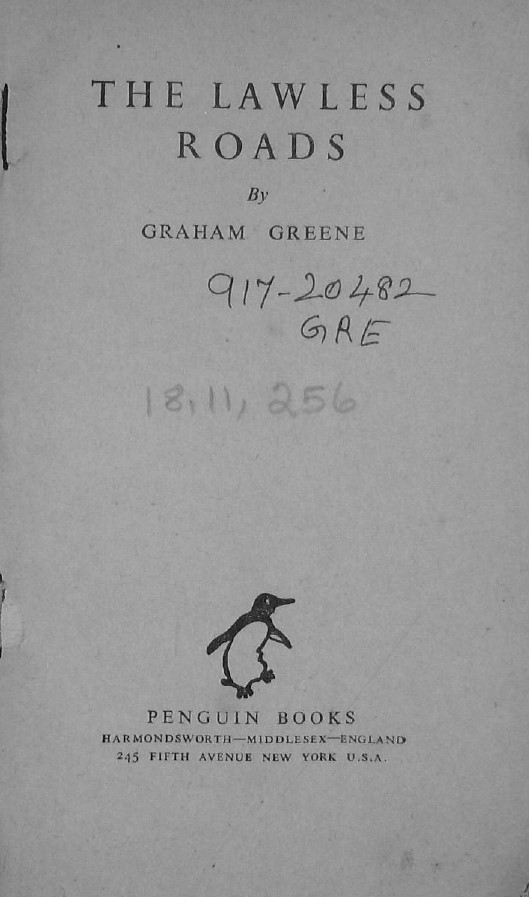 THE LAWLESS
ROADS
By
GRAHAM GREENE
917-20482
GRE
18,11,256
PENGUIN BOOKS
HARMONDSWORTH—MIDDLESEX—ENGLAND
245 FIFTH AVENUE NEW YORK U.S.A.